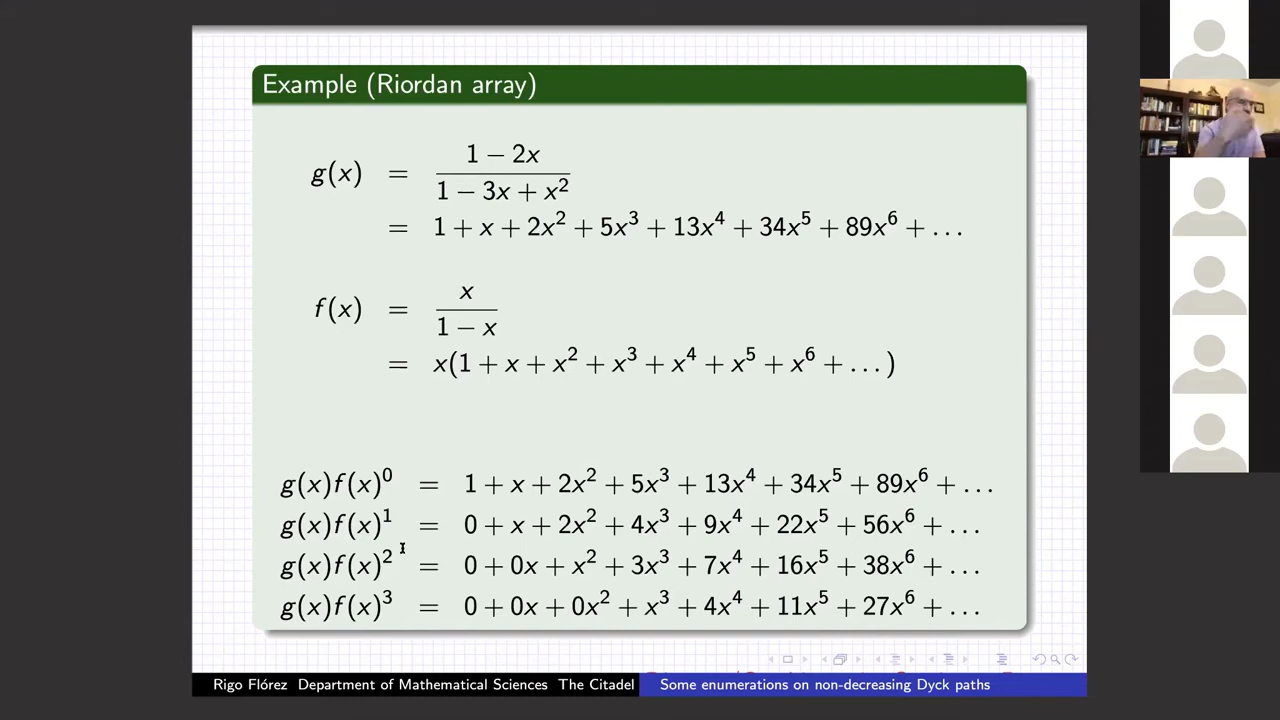 Example (Riordan array)
g(x) = \frac{1 − 2x}{1 − 3x + x²}
= 1 + x + 2x² + 5x³ + 13x⁴ + 34x⁵ + 89x⁶ + ...
f(x) = \frac{x}{1 − x}
= x(1 + x + x² + x³ + x⁴ + x⁵ + x⁶ + ...)
g(x)f(x)⁰ = 1 + x + 2x² + 5x³ + 13x⁴ + 34x⁵ + 89x⁶ + ...
g(x)f(x)¹ = 0 + x + 2x² + 4x³ + 9x⁴ + 22x⁵ + 56x⁶ + ...
g(x)f(x)² = 0 + 0x + x² + 3x³ + 7x⁴ + 16x⁵ + 38x⁶ + ...
g(x)f(x)³ = 0 + 0x + 0x² + x³ + 4x⁴ + 11x⁵ + 27x⁶ + ...
Rigo Flórez Department of Mathematical Sciences The Citadel Some enumerations on non-decreasing Dyck paths